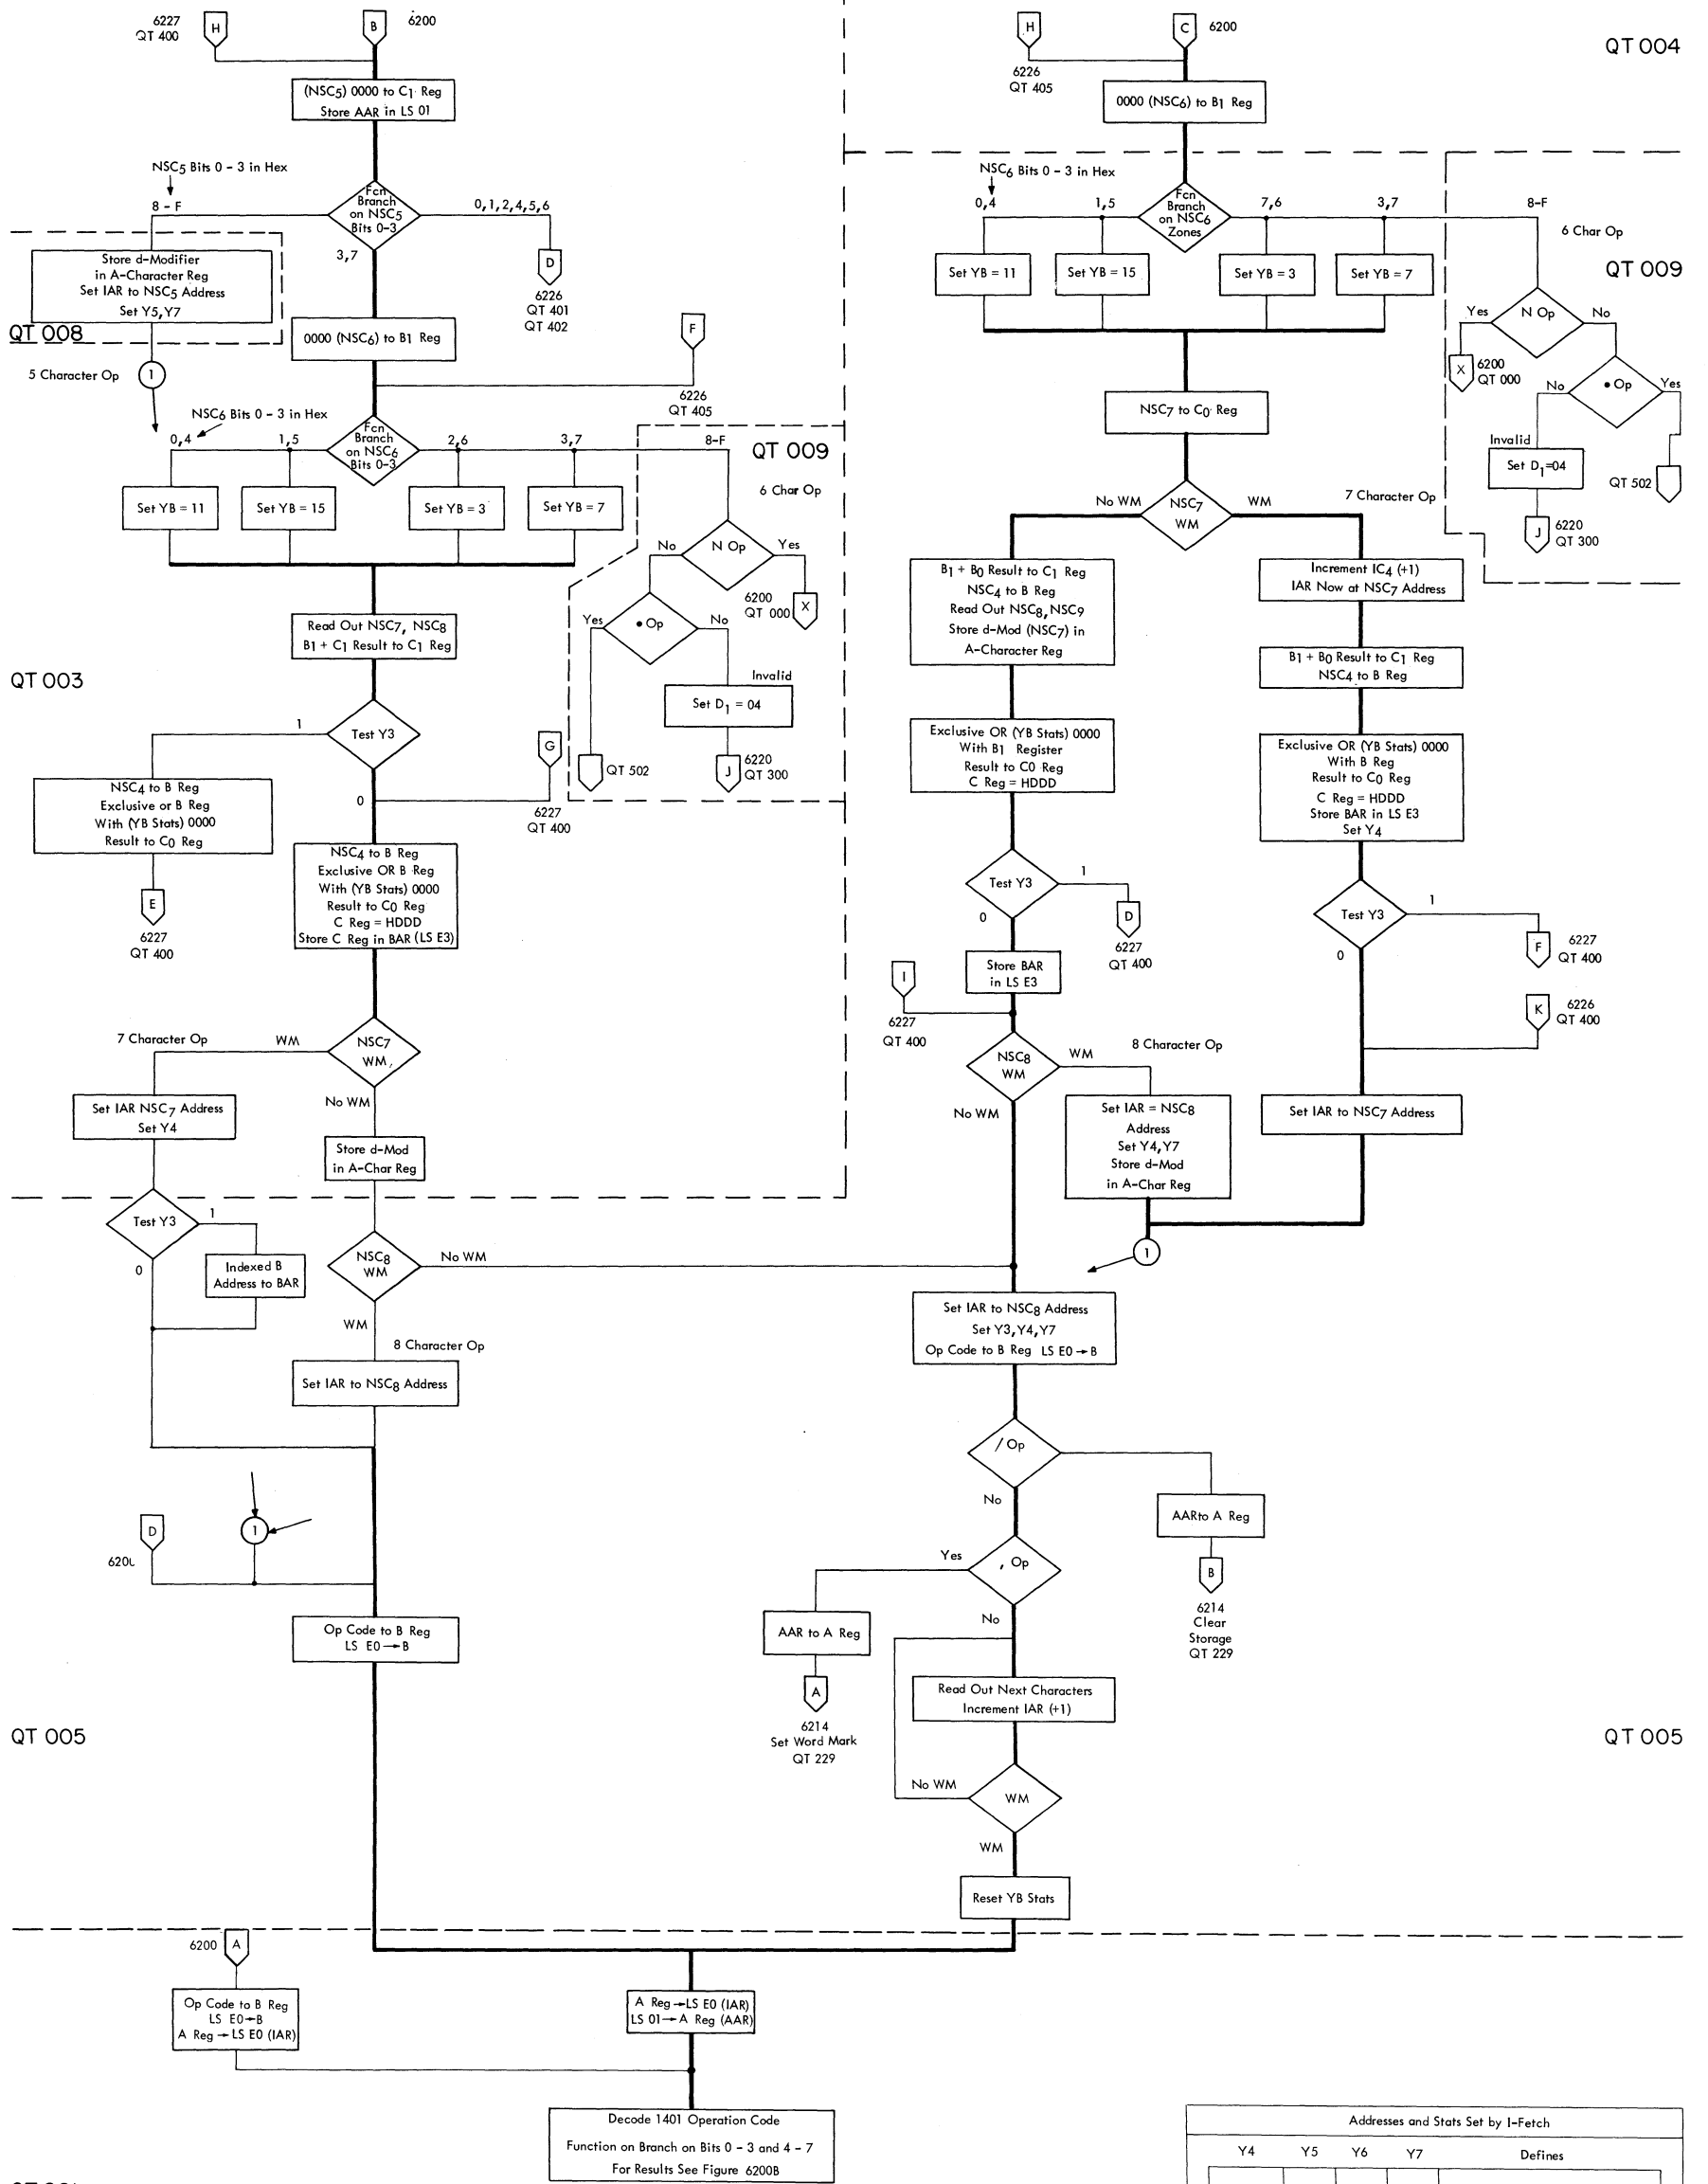 6227
QT 400
H
B
6200
H
6226
QT 405
C
6200
QT 004
(NSC5) 0000 to C1 Reg
Store AAR in LS 01
0000 (NSC6) to B1 Reg
NSC5 Bits 0 - 3 in Hex
8 - F
Fcn
Branch
on NSC5
Bits 0-3
0,1,2,4,5,6
3,7
D
6226
QT 401
QT 402
Store d-Modifier
in A-Character Reg
Set IAR to NSC5 Address
Set Y5, Y7
QT 008
5 Character Op
1
0000 (NSC6) to B1 Reg
F
6226
QT 405
NSC6 Bits 0 - 3 in Hex
0,4
1,5
Fcn
Branch
on NSC6
Bits 0-3
2,6
3,7
8-F
QT 009
6 Char Op
Set YB = 11
Set YB = 15
Set YB = 3
Set YB = 7
N Op
No
Yes
6200
QT 000
X
• Op
Yes
No
Invalid
Set D1 = 04
QT 502
J
6220
QT 300
Read Out NSC7, NSC8
B1 + C1 Result to C1 Reg
QT 003
Test Y3
1
0
G
6227
QT 400
NSC4 to B Reg
Exclusive or B Reg
With (YB Stats) 0000
Result to C0 Reg
E
6227
QT 400
NSC4 to B Reg
Exclusive OR B Reg
With (YB Stats) 0000
Result to C0 Reg
C Reg = HDDD
Store C Reg in BAR (LS E3)
7 Character Op
WM
NSC7
WM
No WM
Set IAR NSC7 Address
Set Y4
Store d-Mod
in A-Char Reg
Test Y3
1
0
Indexed B
Address to BAR
NSC8
WM
No WM
WM
8 Character Op
Set IAR to NSC8 Address
D
620
1
Op Code to B Reg
LS E0→B
QT 005
NSC6 Bits 0 - 3 in Hex
0,4
1,5
Fcn
Branch
on NSC6
Zones
7,6
3,7
8-F
6 Char Op
QT 009
Set YB = 11
Set YB = 15
Set YB = 3
Set YB = 7
Yes
N Op
No
X
6200
QT 000
No
• Op
Yes
Invalid
Set D1=04
QT 502
J
6220
QT 300
NSC7 to C0 Reg
No WM
NSC7
WM
WM
7 Character Op
B1 + B0 Result to C1 Reg
NSC4 to B Reg
Read Out NSC8, NSC9
Store d-Mod (NSC7) in
A-Character Reg
Increment IC4 (+1)
IAR Now at NSC7 Address
B1 + B0 Result to C1 Reg
NSC4 to B Reg
Exclusive OR (YB Stats) 0000
With B1 Register
Result to C0 Reg
C Reg = HDDD
Exclusive OR (YB Stats) 0000
With B Reg
Result to C0 Reg
C Reg = HDDD
Store BAR in LS E3
Set Y4
Test Y3
1
0
D
6227
QT 400
Test Y3
1
0
F
6227
QT 400
Store BAR
in LS E3
I
6227
QT 400
K
6226
QT 400
NSC8
WM
WM
8 Character Op
No WM
Set IAR = NSC8
Address
Set Y4, Y7
Store d-Mod
in A-Char Reg
Set IAR to NSC7 Address
1
Set IAR to NSC8 Address
Set Y3, Y4, Y7
Op Code to B Reg LS E0→B
/ Op
No
AAR to A Reg
B
6214
Clear
Storage
QT 229
Yes
, Op
No
AAR to A Reg
A
6214
Set Word Mark
QT 229
Read Out Next Characters
Increment IAR (+1)
No WM
WM
WM
Reset YB Stats
QT 005
6200
A
Op Code to B Reg
LS E0→B
A Reg→LS E0 (IAR)
A Reg→LS E0 (IAR)
LS 01→A Reg (AAR)
Decode 1401 Operation Code
Function on Branch on Bits 0 - 3 and 4 - 7
For Results See Figure 6200B
Addresses and Stats Set by I-Fetch
Y4 Y5 Y6 Y7 Defines